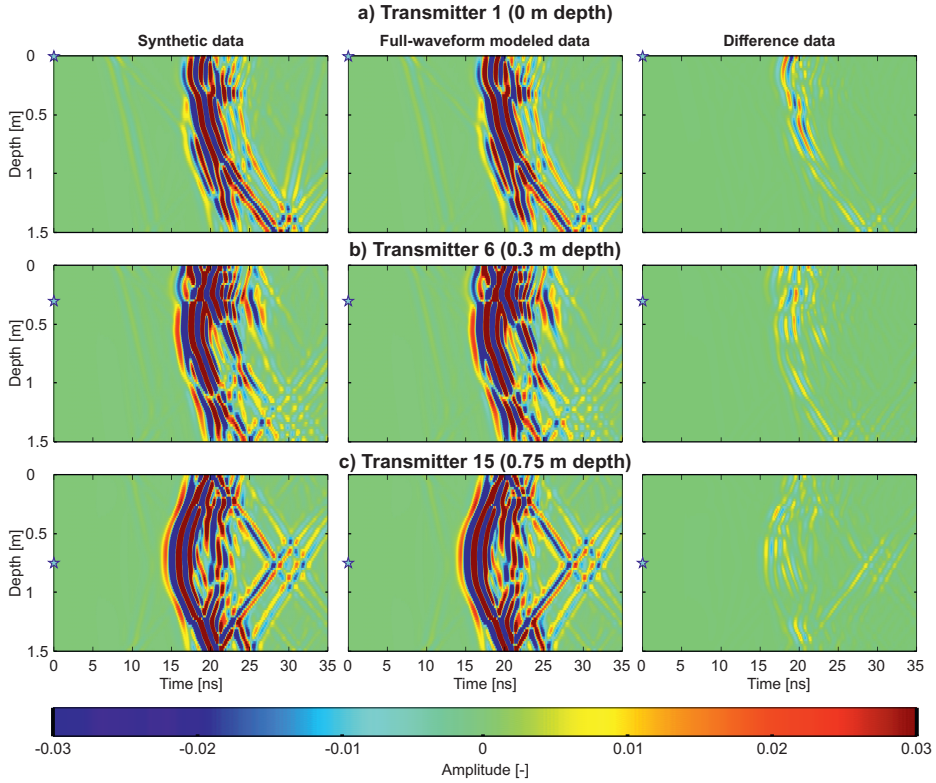 a) Transmitter 1 (0 m depth)
Synthetic data Full-waveform modeled data Difference data
0
0.5
1
1.5
Depth [m]
b) Transmitter 6 (0.3 m depth)
0
0.5
1
1.5
Depth [m]
c) Transmitter 15 (0.75 m depth)
0
0.5
1
1.5
Depth [m]
0 5 10 15 20 25 30 35 0 5 10 15 20 25 30 35 0 5 10 15 20 25 30 35
Time [ns] Time [ns] Time [ns]
-0.03 -0.02 -0.01 0 0.01 0.02 0.03
Amplitude [-]